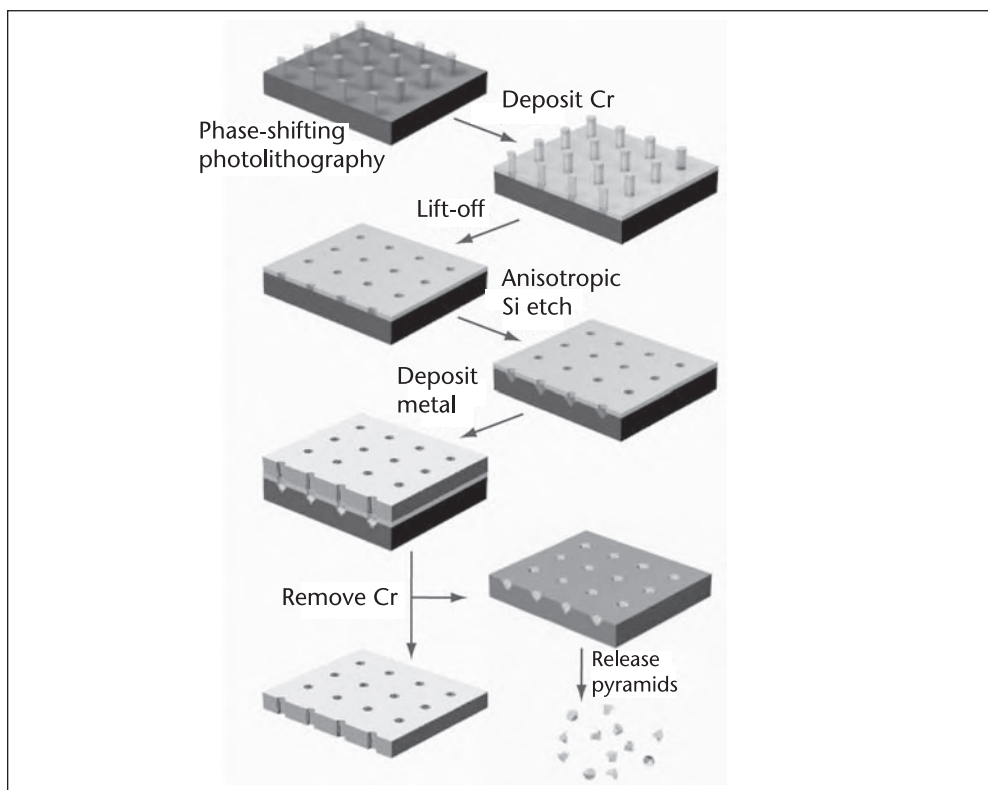 Deposit Cr
Phase-shifting
photolithography
Lift-off
Anisotropic
Si etch
Deposit
metal
Remove Cr
Release
pyramids